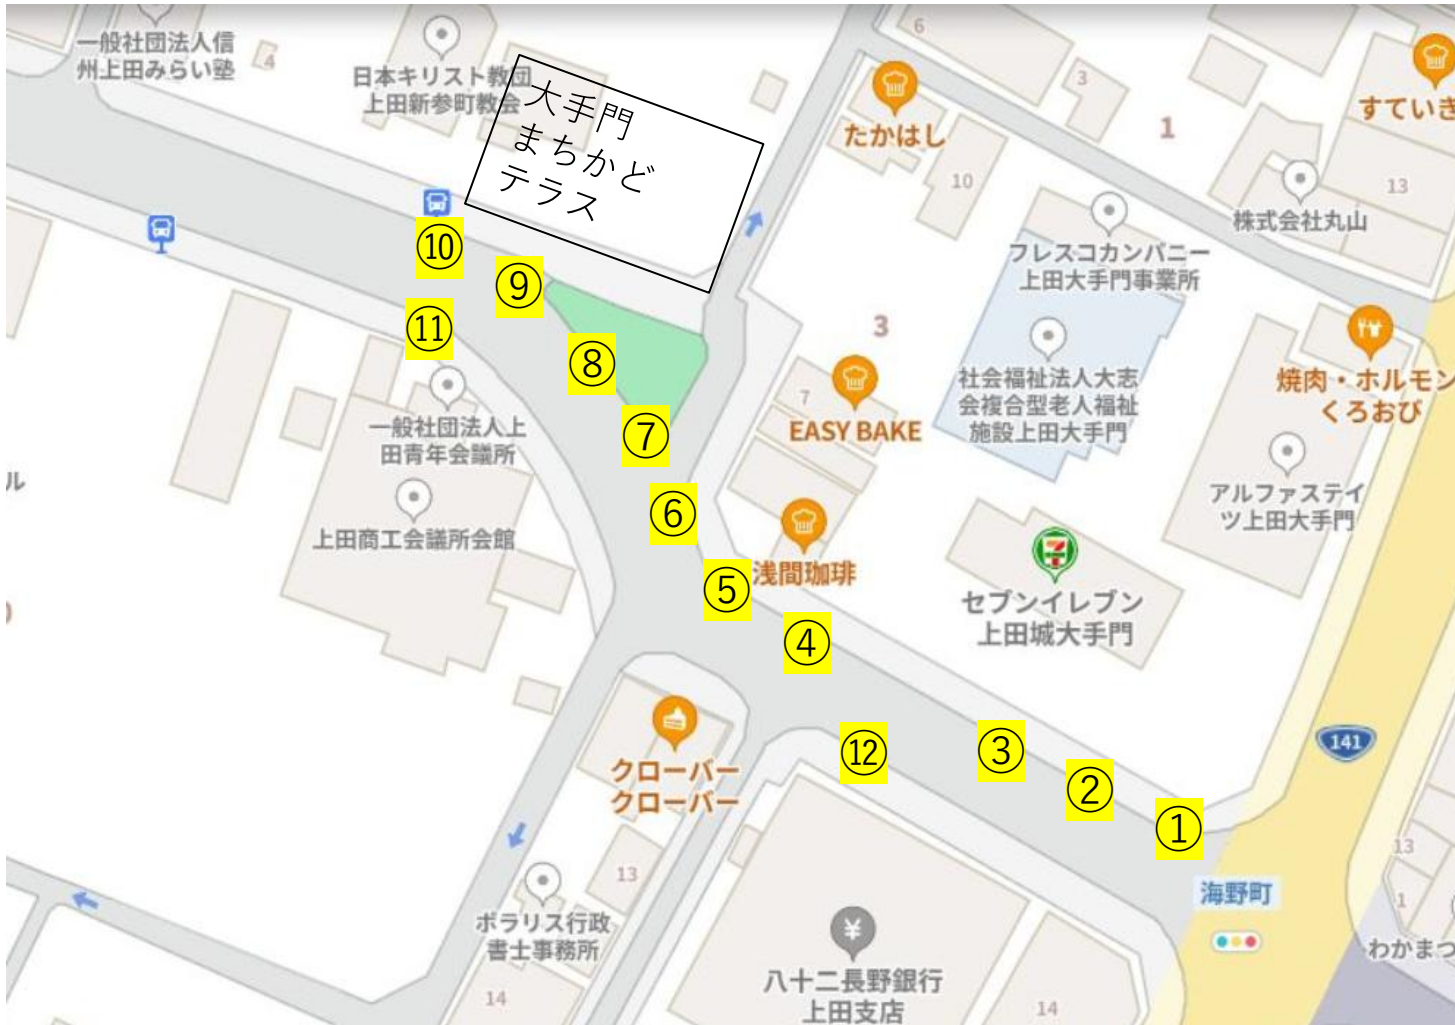 一般社団法人信
州上田みらい塾
4
日本キリスト教団
上田新参町教会
大手門
まちかど
テラス
6
たかはし
10
3
1
すていき
13
株式会社丸山
フレスコカンパニー
上田大手門事業所
⑩
⑨
⑪
⑧
⑦
3
7
EASY BAKE
社会福祉法人大志
会複合型老人福祉
施設上田大手門
焼肉・ホルモン
くろおび
一般社団法人上
田青年会議所
ル
上田商工会議所会館
アルファステイ
ツ上田大手門
⑥
浅間珈琲
⑤
④
セブンイレブン
上田城大手門
クローバー
クローバー
⑫
③
②
①
141
13
ポラリス行政
書士事務所
14
八十二長野銀行
上田支店
14
海野町
13
1
わかまつ